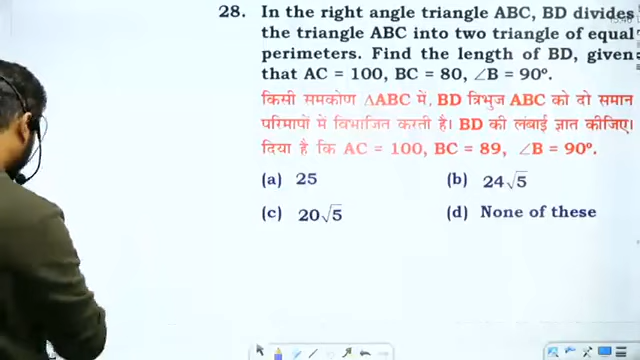 28. In the right angle triangle ABC, BD divides
the triangle ABC into two triangle of equal
perimeters. Find the length of BD, given
that AC = 100, BC = 80, ∠B = 90º.
किसी समकोण ΔABC में, BD त्रिभुज ABC को दो समान
परिमापों में विभाजित करती है। BD की लंबाई ज्ञात कीजिए।
दिया है कि AC = 100, BC = 89, ∠B = 90º.
(a) 25 (b) 24√5
(c) 20√5 (d) None of these